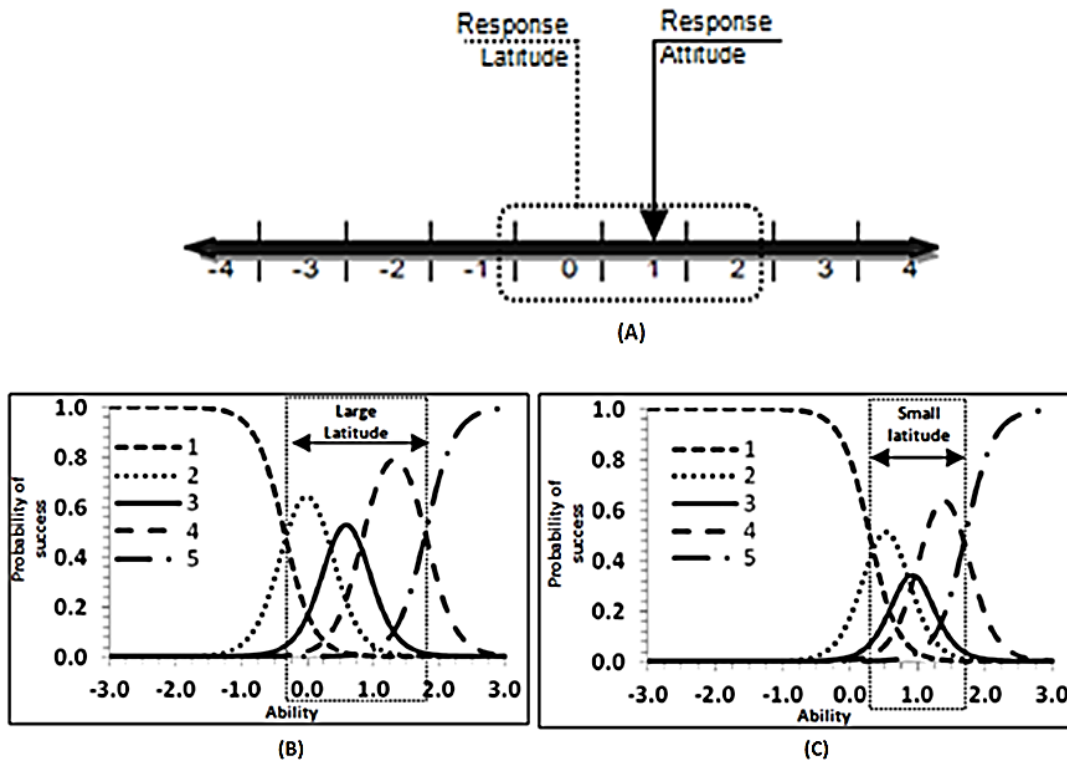 Response
Latitude
Response
Attitude
-4 -3 -2 -1 0 1 2 3 4
(A)
Large
Latitude
1.0
0.8
0.6
0.4
0.2
0.0
1
2
3
4
5
Probability of
success
-3.0 -2.0 -1.0 0.0 1.0 2.0 3.0
Ability
(B)
Small
latitude
1.0
0.8
0.6
0.4
0.2
0.0
1
2
3
4
5
Probability of
success
-3.0 -2.0 -1.0 0.0 1.0 2.0 3.0
Ability
(C)